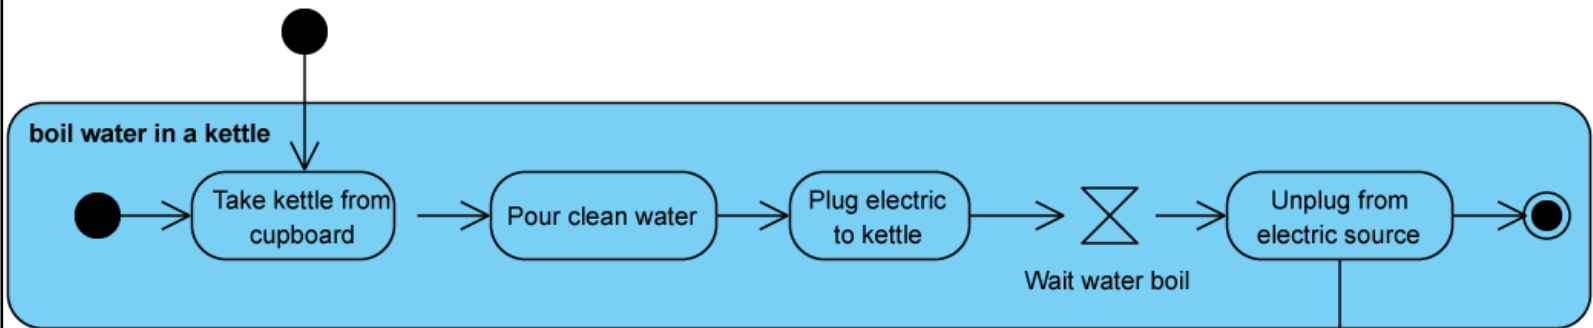 boil water in a kettle
Take kettle from
cupboard
Pour clean water
Plug electric
to kettle
Wait water boil
Unplug from
electric source